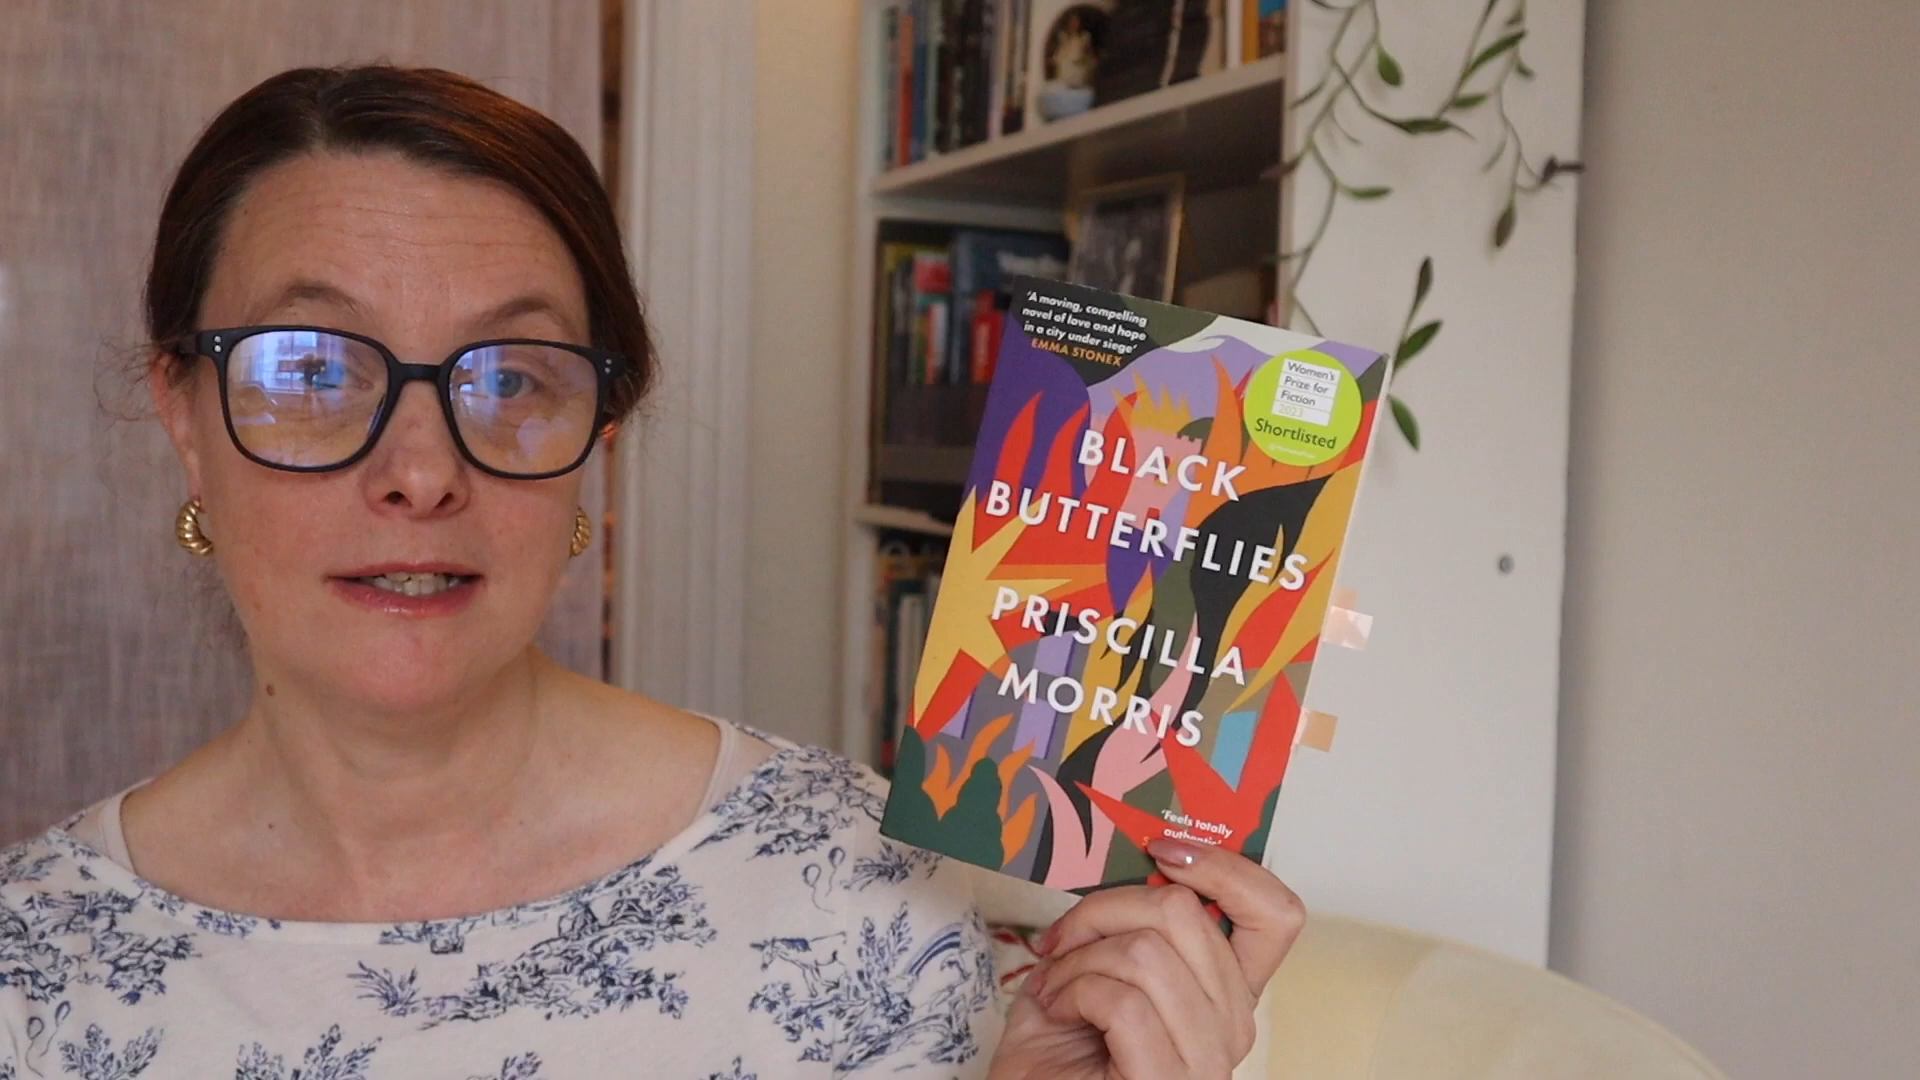 'A moving, compelling
novel of love and hope
in a city under siege'
EMMA STONEX
Women's
Prize for
Fiction
2023
Shortlisted
BLACK
BUTTERFLIES
PRISCILLA
MORRIS
'Feels totally
authentic'